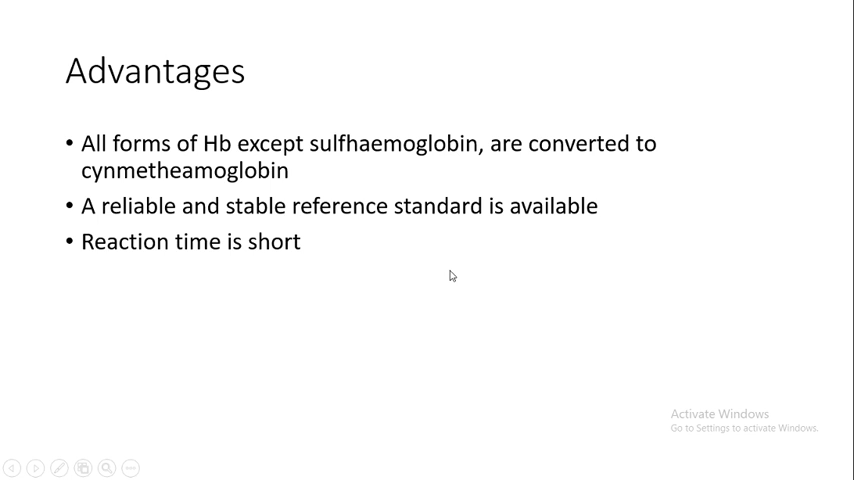 Advantages
• All forms of Hb except sulfhaemoglobin, are converted to
cynmetheamoglobin
• A reliable and stable reference standard is available
• Reaction time is short
Activate Windows
Go to Settings to activate Windows.